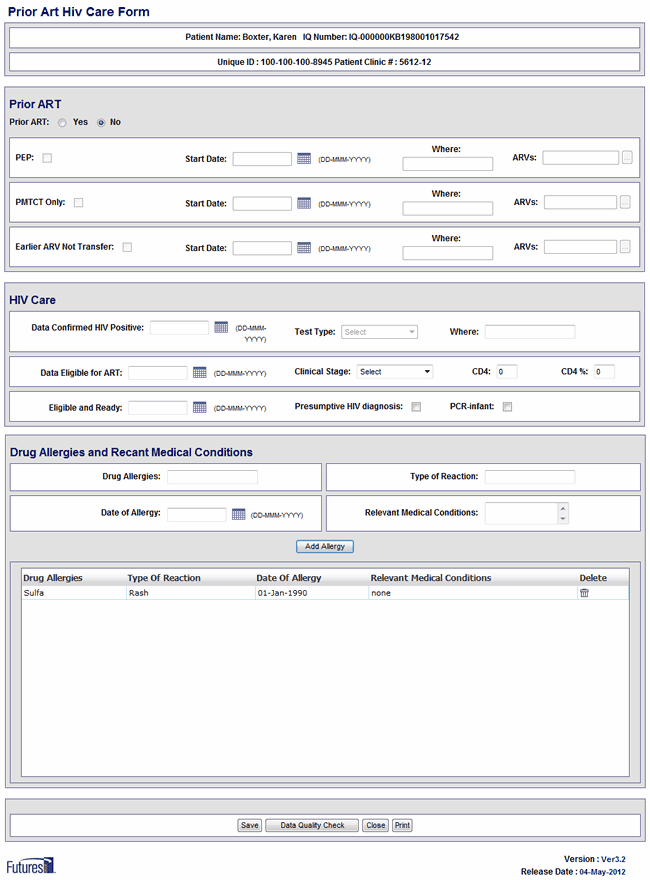 Prior Art Hiv Care Form
Patient Name: Boxter, Karen IQ Number: IQ-000000KB198001017542
Unique ID : 100-100-100-8945 Patient Clinic # : 5612-12
Prior ART
Prior ART: Yes No
PEP: Start Date: (DD-MMM-YYYY) Where: ARVs: ...
PMTCT Only: Start Date: (DD-MMM-YYYY) Where: ARVs: ...
Earlier ARV Not Transfer: Start Date: (DD-MMM-YYYY) Where: ARVs: ...
HIV Care
Data Confirmed HIV Positive: (DD-MMM-
YYYY) Test Type: Select Where:
Data Eligible for ART: (DD-MMM-YYYY) Clinical Stage: Select CD4: 0 CD4 %: 0
Eligible and Ready: (DD-MMM-YYYY) Presumptive HIV diagnosis: PCR-infant:
Drug Allergies and Recant Medical Conditions
Drug Allergies: Type of Reaction:
Date of Allergy: (DD-MMM-YYYY) Relevant Medical Conditions:
Add Allergy
Drug Allergies Type Of Reaction Date Of Allergy Relevant Medical Conditions Delete
Sulfa Rash 01-Jan-1990 none
Save Data Quality Check Close Print
Futures
Version : Ver3.2
Release Date : 04-May-2012